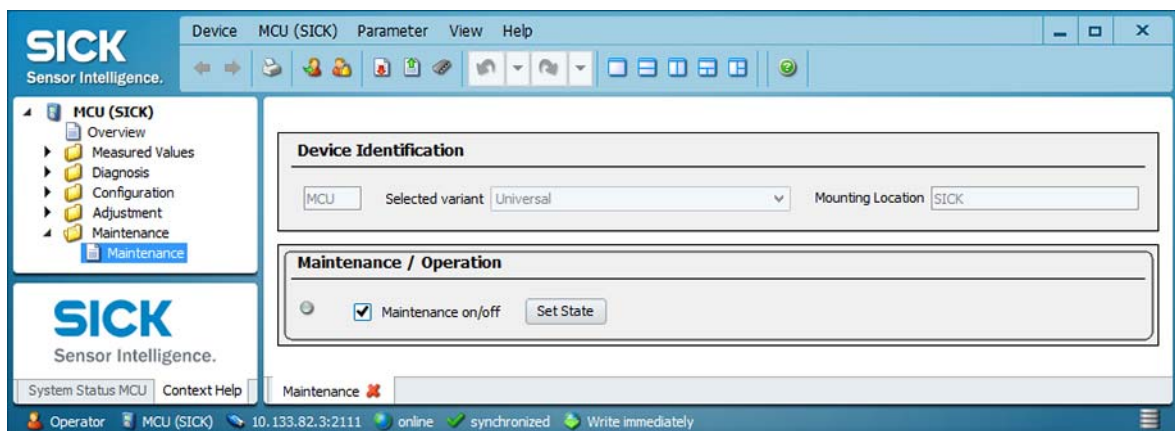 SICK
Sensor Intelligence.
Device MCU (SICK) Parameter View Help
MCU (SICK)
Overview
Measured Values
Diagnosis
Configuration
Adjustment
Maintenance
Maintenance
SICK
Sensor Intelligence.
System Status MCU Context Help
Device Identification
MCU Selected variant Universal Mounting Location SICK
Maintenance / Operation
Maintenance on/off Set State
Maintenance
Operator MCU (SICK) 10.133.82.3:2111 online synchronized Write immediately